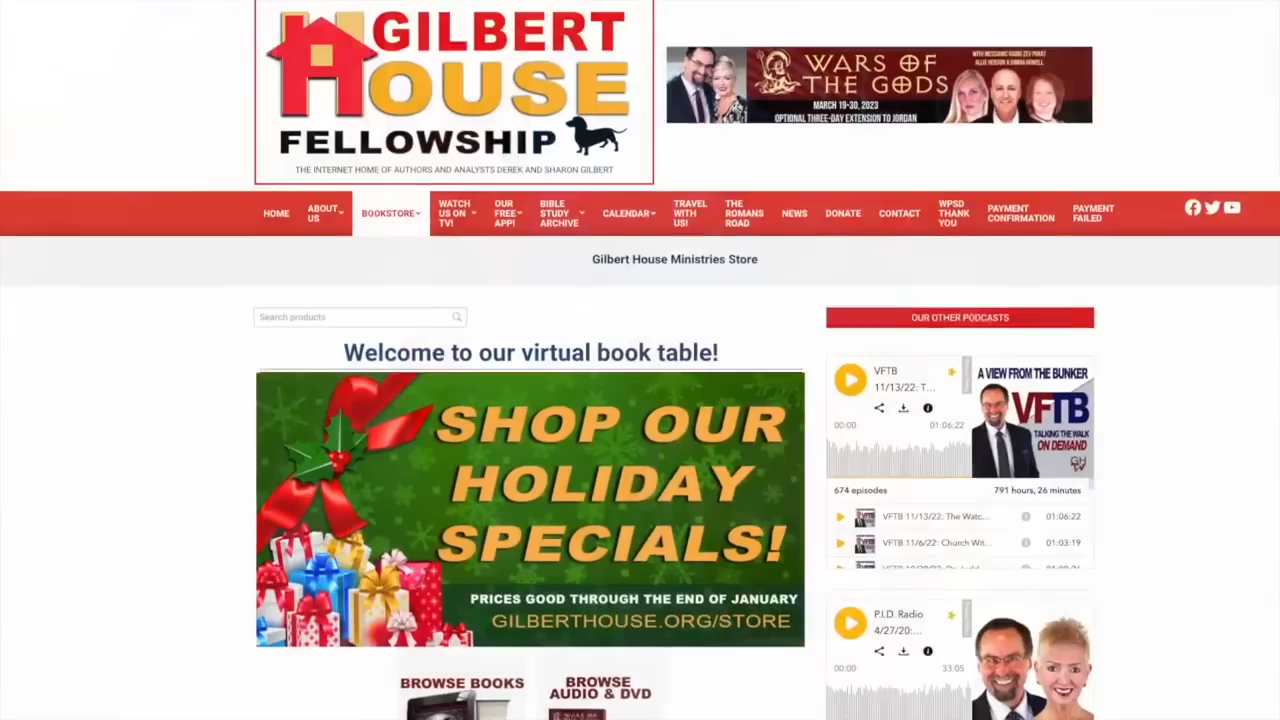 GILBERT
HOUSE
FELLOWSHIP
THE INTERNET HOME OF AUTHORS AND ANALYSTS DEREK AND SHARON GILBERT
WARS OF
THE GODS
MARCH 19-30, 2023
OPTIONAL THREE-DAY EXTENSION TO JORDAN
WITH MESSIANIC RABBI ZEV PORAT
HOME
ABOUT
US
BOOKSTORE
WATCH
US ON
TV!
OUR
FREE
APP!
BIBLE
STUDY
ARCHIVE
CALENDAR
TRAVEL
WITH
US!
THE
ROMANS
ROAD
NEWS
DONATE
CONTACT
WPSD
THANK
YOU
PAYMENT
CONFIRMATION
PAYMENT
FAILED
Gilbert House Ministries Store
Search products
Welcome to our virtual book table!
SHOP OUR
HOLIDAY
SPECIALS!
PRICES GOOD THROUGH THE END OF JANUARY
GILBERTHOUSE.ORG/STORE
BROWSE BOOKS
BROWSE
AUDIO & DVD
OUR OTHER PODCASTS
VFTB
11/13/22: T...
00:00
01:06:22
A VIEW FROM THE BUNKER
VFTB
TALKING THE WALK
ON DEMAND
674 episodes
791 hours, 26 minutes
VFTB 11/13/22: The Watc...
01:06:22
VFTB 11/6/22: Church Wit...
01:03:19
P.I.D. Radio
4/27/20:...
00:00
33:05